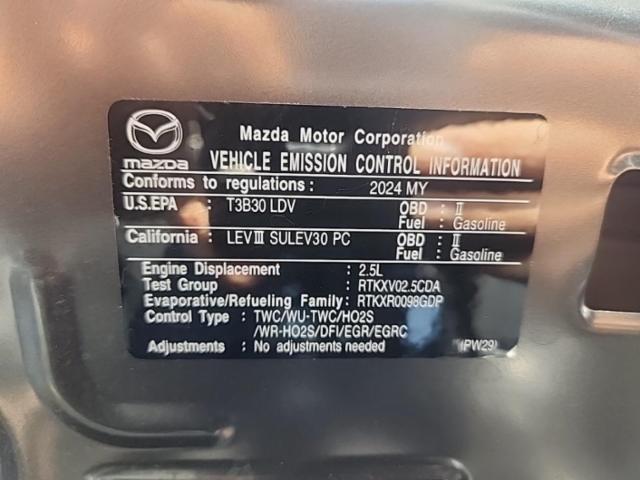 Mazda Motor Corporation
mazda VEHICLE EMISSION CONTROL INFORMATION
Conforms to regulations : 2024 MY
U.S.EPA : T3B30 LDV OBD : II
Fuel : Gasoline
California : LEVIII SULEV30 PC OBD : II
Fuel : Gasoline
Engine Displacement : 2.5L
Test Group : RTKXV02.5CDA
Evaporative/Refueling Family: RTKXR0098GDP
Control Type : TWC/WU-TWC/HO2S
/WR-HO2S/DFI/EGR/EGRC
Adjustments : No adjustments needed (PW29)